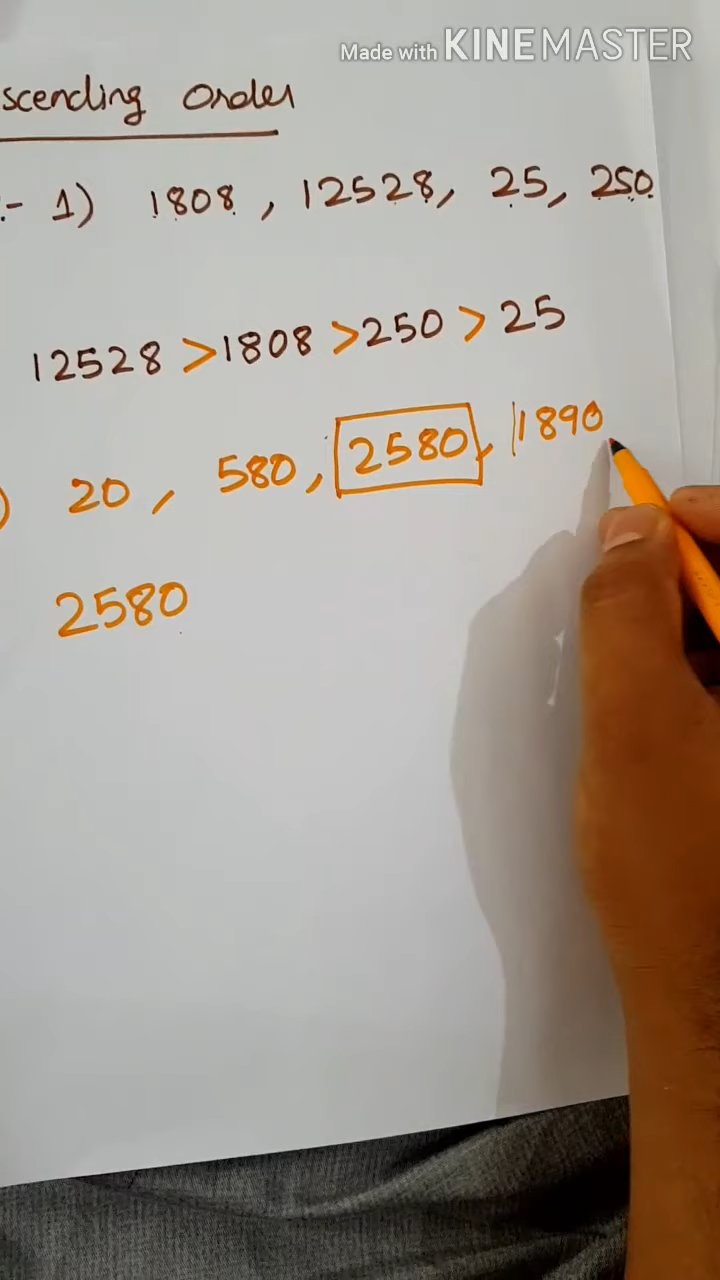 Made with KINEMASTER
scending Order
:- 1) 1808 , 12528, 25, 250
12528 > 1808 > 250 > 25
) 20 , 580, 2580, 1890
2580